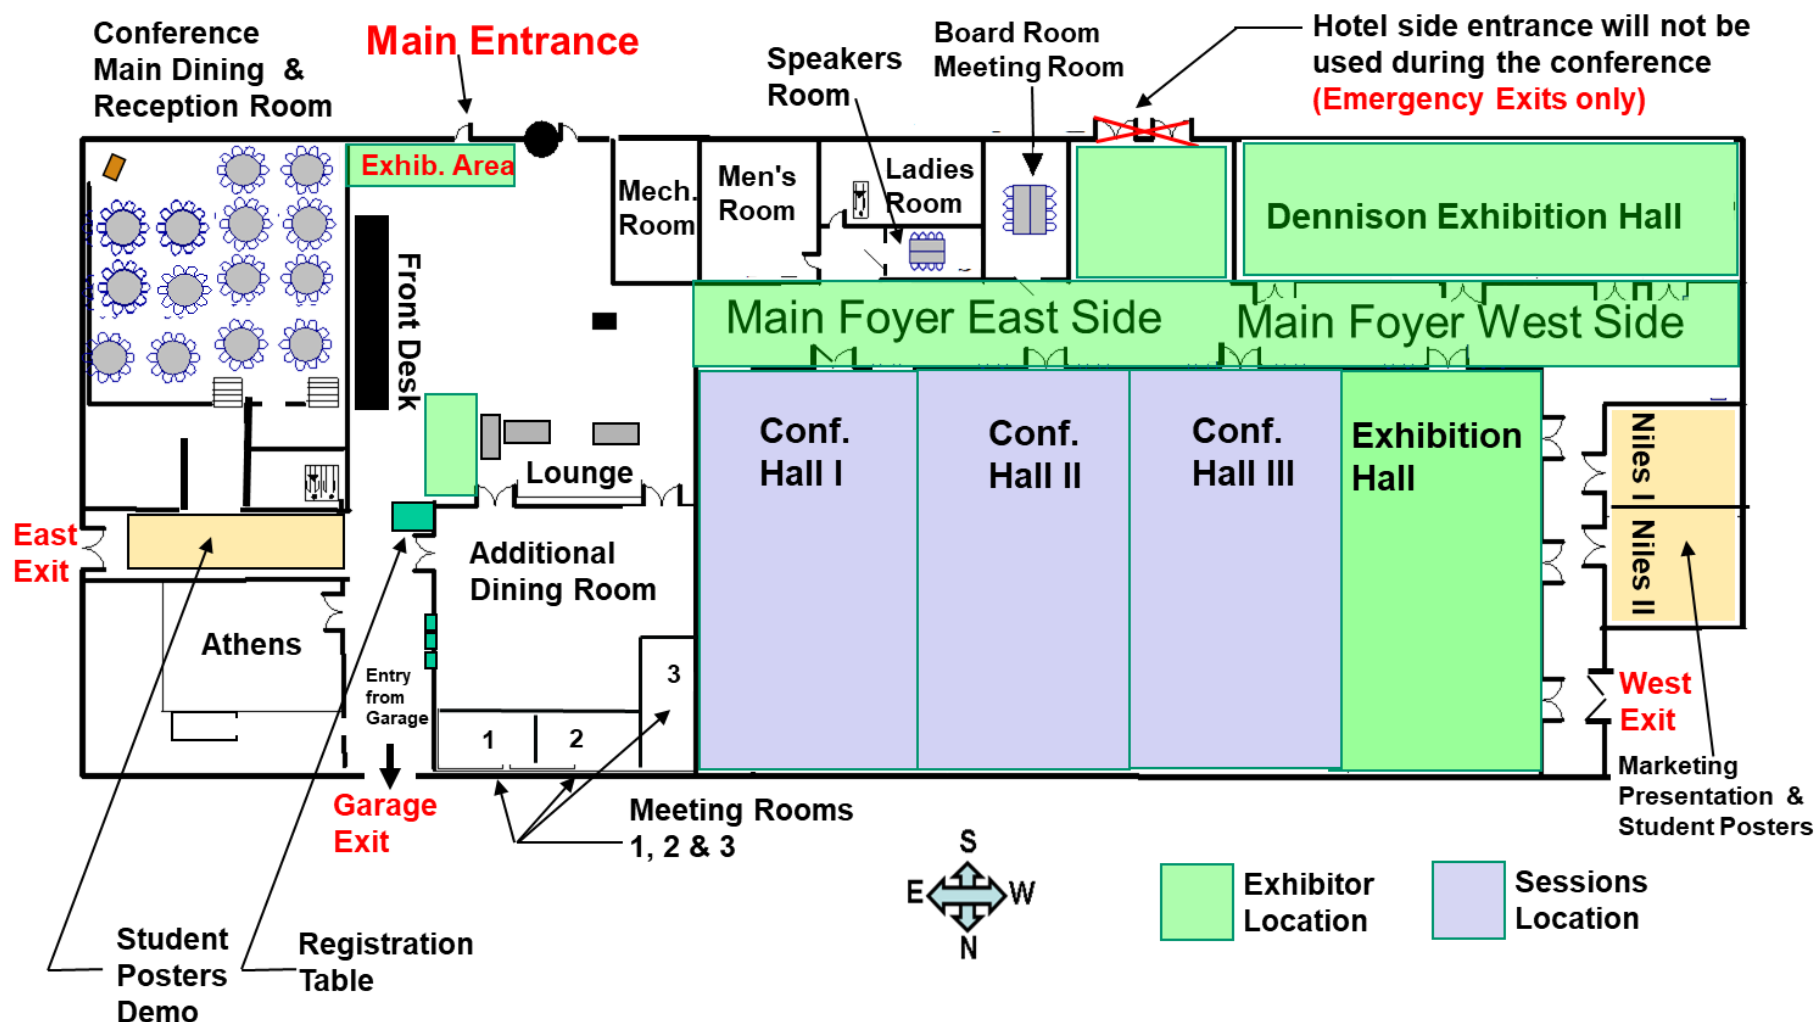 Conference
Main Dining &
Reception Room
Main Entrance
Speakers
Room
Board Room
Meeting Room
Hotel side entrance will not be
used during the conference
(Emergency Exits only)
Exhib. Area
Mech.
Room
Men's
Room
Ladies
Room
Dennison Exhibition Hall
Front Desk
Main Foyer East Side
Main Foyer West Side
Conf.
Hall I
Conf.
Hall II
Conf.
Hall III
Exhibition
Hall
Niles I
Niles II
Lounge
East
Exit
Additional
Dining Room
Athens
Entry
from
Garage
1
2
3
West
Exit
Garage
Exit
Meeting Rooms
1, 2 & 3
Marketing
Presentation &
Student Posters
S
E
W
N
Exhibitor
Location
Sessions
Location
Student
Posters
Demo
Registration
Table